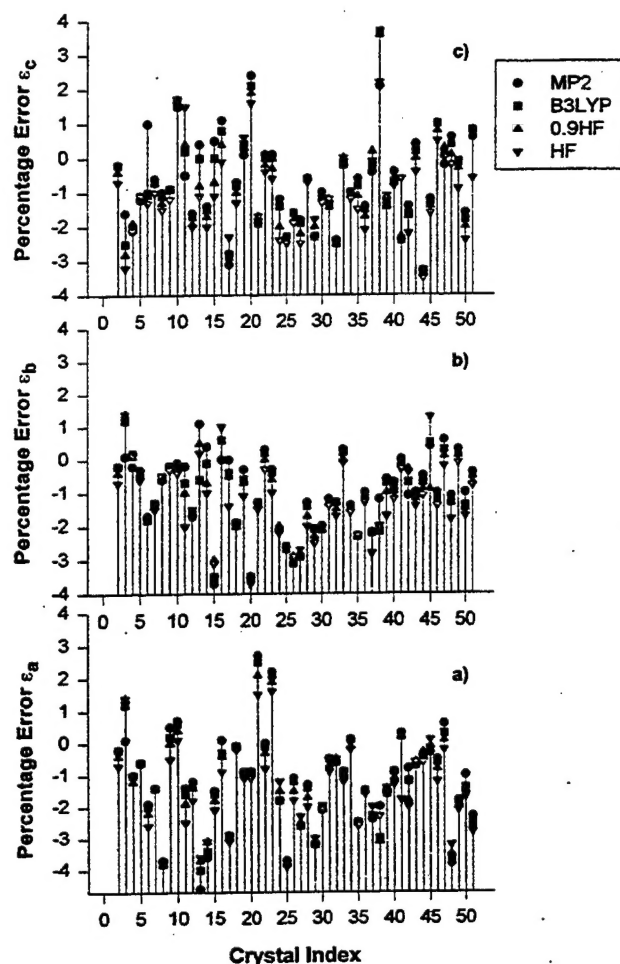 c)
4
3
2
1
0
-1
-2
-3
-4
Percentage Error εc
0 5 10 15 20 25 30 35 40 45 50
MP2
B3LYP
0.9HF
HF
b)
4
3
2
1
0
-1
-2
-3
-4
Percentage Error εb
0 5 10 15 20 25 30 35 40 45 50
a)
4
3
2
1
0
-1
-2
-3
-4
Percentage Error εa
0 5 10 15 20 25 30 35 40 45 50
Crystal Index